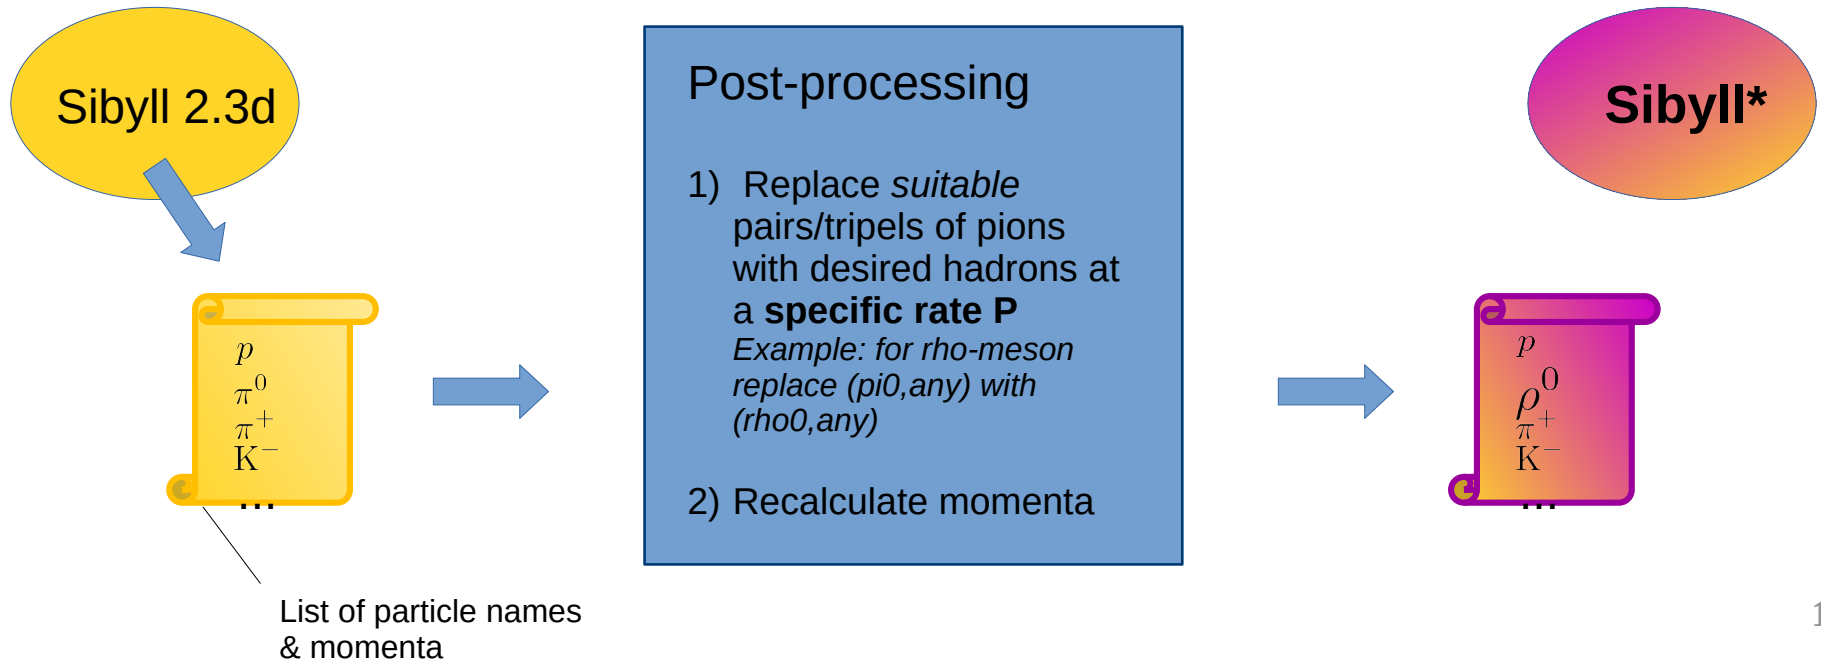 Sibyll 2.3d
p
π⁰
π⁺
K⁻
...
List of particle names
& momenta
Post-processing
1) Replace suitable
pairs/tripels of pions
with desired hadrons at
a specific rate P
Example: for rho-meson
replace (pi0,any) with
(rho0,any)
2) Recalculate momenta
Sibyll*
p
ρ⁰
π⁺
K⁻
...